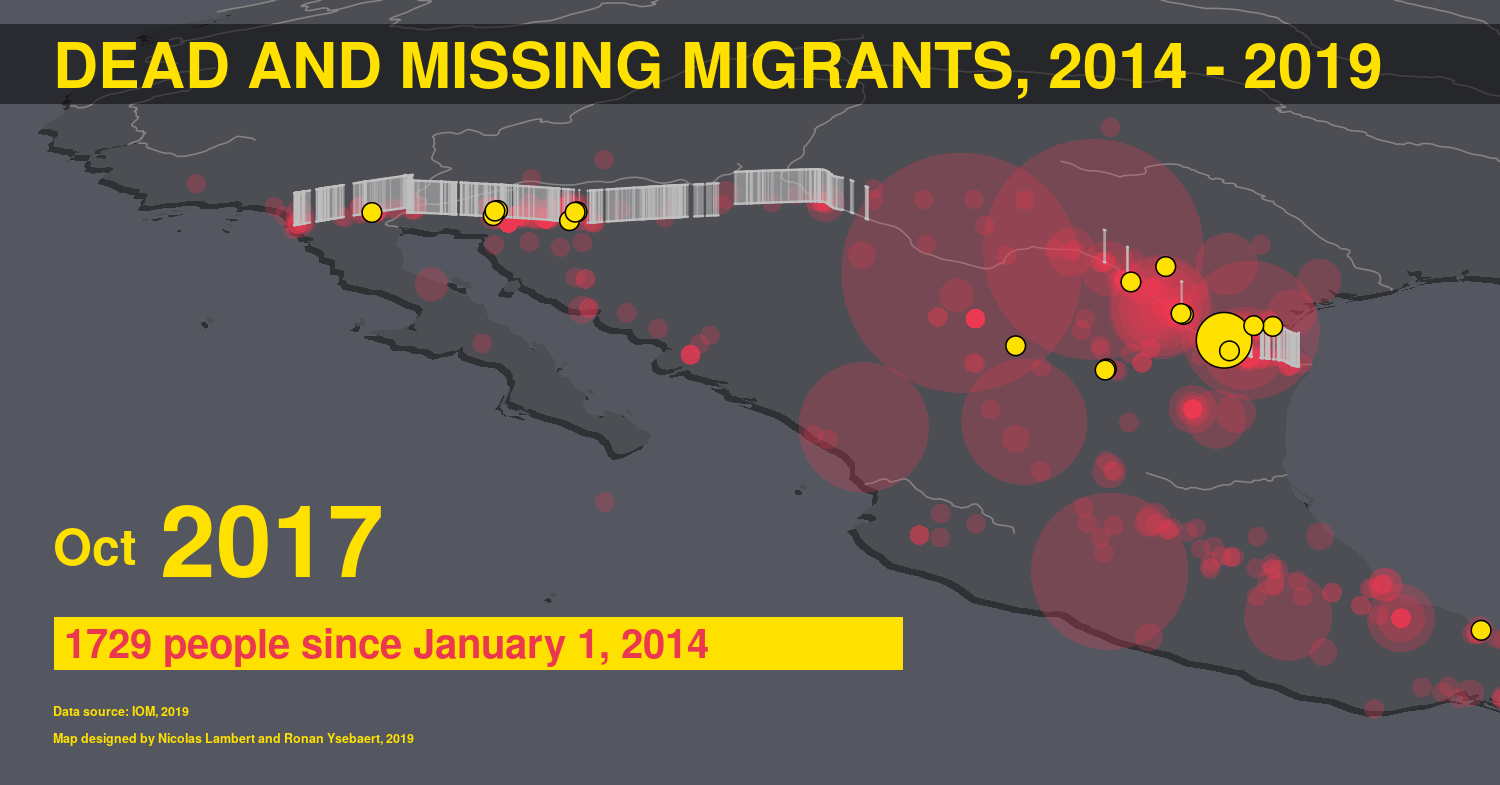 DEAD AND MISSING MIGRANTS, 2014 - 2019
Oct 2017
1729 people since January 1, 2014
Data source: IOM, 2019
Map designed by Nicolas Lambert and Ronan Ysebaert, 2019